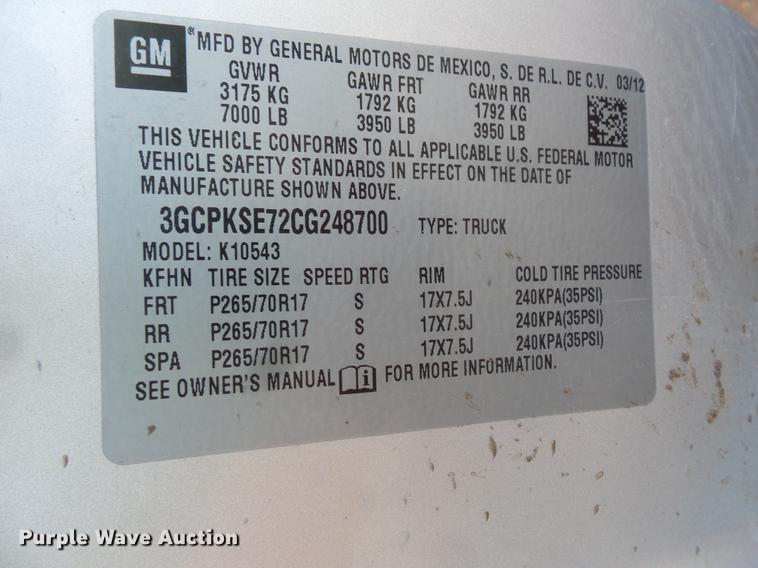 GM
® MFD BY GENERAL MOTORS DE MEXICO, S. DE R.L. DE C.V. 03/12
GVWR GAWR FRT GAWR RR
3175 KG 1792 KG 1792 KG
7000 LB 3950 LB 3950 LB
THIS VEHICLE CONFORMS TO ALL APPLICABLE U.S. FEDERAL MOTOR
VEHICLE SAFETY STANDARDS IN EFFECT ON THE DATE OF
MANUFACTURE SHOWN ABOVE.
3GCPKSE72CG248700 TYPE: TRUCK
MODEL: K10543
KFHN TIRE SIZE SPEED RTG RIM COLD TIRE PRESSURE
FRT P265/70R17 S 17X7.5J 240KPA(35PSI)
RR P265/70R17 S 17X7.5J 240KPA(35PSI)
SPA P265/70R17 S 17X7.5J 240KPA(35PSI)
SEE OWNER'S MANUAL i FOR MORE INFORMATION.
Purple Wave Auction